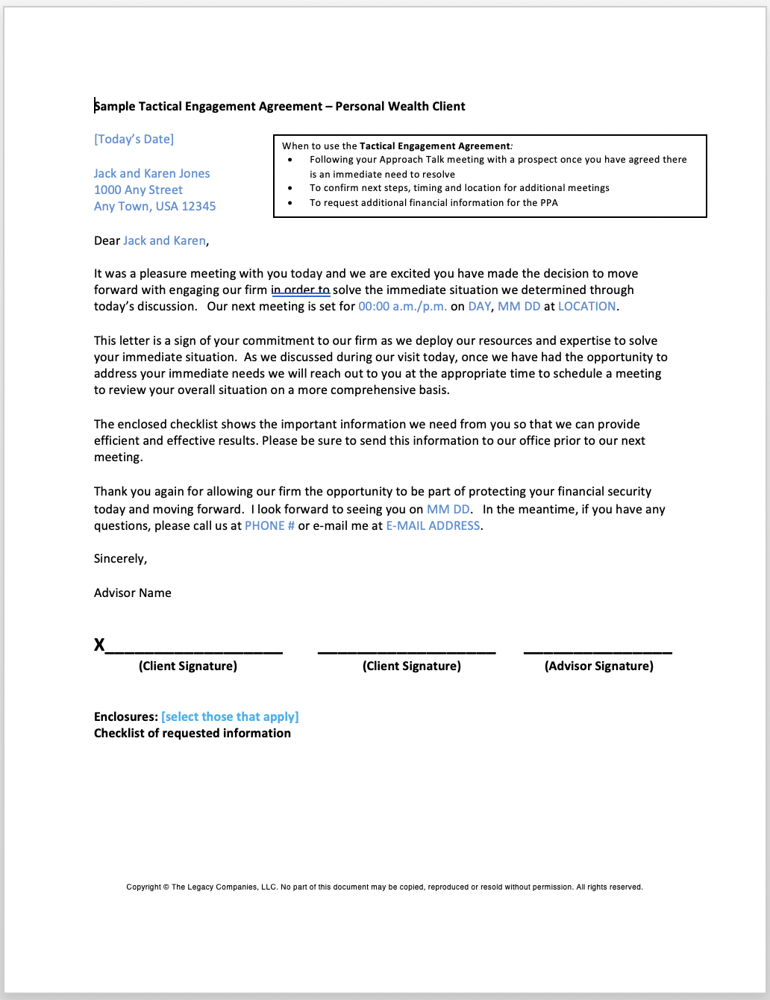 Sample Tactical Engagement Agreement – Personal Wealth Client
[Today's Date]
Jack and Karen Jones
1000 Any Street
Any Town, USA 12345
When to use the Tactical Engagement Agreement:
• Following your Approach Talk meeting with a prospect once you have agreed there
is an immediate need to resolve
• To confirm next steps, timing and location for additional meetings
• To request additional financial information for the PPA
Dear Jack and Karen,
It was a pleasure meeting with you today and we are excited you have made the decision to move
forward with engaging our firm in order to solve the immediate situation we determined through
today's discussion.   Our next meeting is set for 00:00 a.m./p.m. on DAY, MM DD at LOCATION.
This letter is a sign of your commitment to our firm as we deploy our resources and expertise to solve
your immediate situation.  As we discussed during our visit today, once we have had the opportunity to
address your immediate needs we will reach out to you at the appropriate time to schedule a meeting
to review your overall situation on a more comprehensive basis.
The enclosed checklist shows the important information we need from you so that we can provide
efficient and effective results. Please be sure to send this information to our office prior to our next
meeting.
Thank you again for allowing our firm the opportunity to be part of protecting your financial security
today and moving forward.  I look forward to seeing you on MM DD.   In the meantime, if you have any
questions, please call us at PHONE # or e-mail me at E-MAIL ADDRESS.
Sincerely,
Advisor Name
X__________________ __________________ _______________
(Client Signature) (Client Signature) (Advisor Signature)
Enclosures: [select those that apply]
Checklist of requested information
Copyright © The Legacy Companies, LLC. No part of this document may be copied, reproduced or resold without permission. All rights reserved.